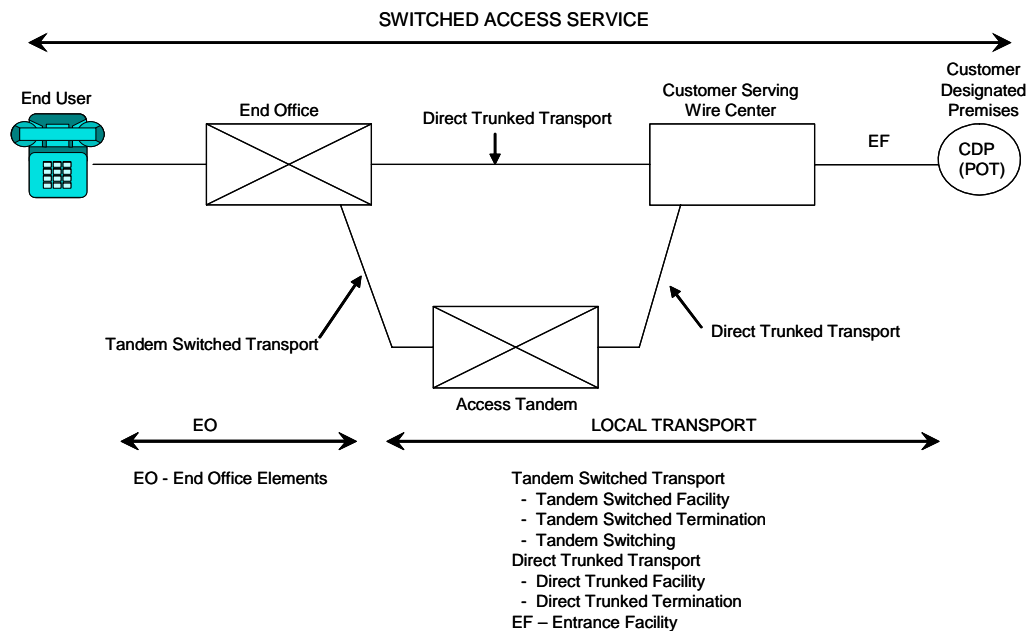 SWITCHED ACCESS SERVICE
End User
End Office
Direct Trunked Transport
Customer Serving
Wire Center
EF
Customer
Designated
Premises
CDP
(POT)
Tandem Switched Transport
Direct Trunked Transport
Access Tandem
EO
LOCAL TRANSPORT
EO - End Office Elements
Tandem Switched Transport
- Tandem Switched Facility
- Tandem Switched Termination
- Tandem Switching
Direct Trunked Transport
- Direct Trunked Facility
- Direct Trunked Termination
EF – Entrance Facility